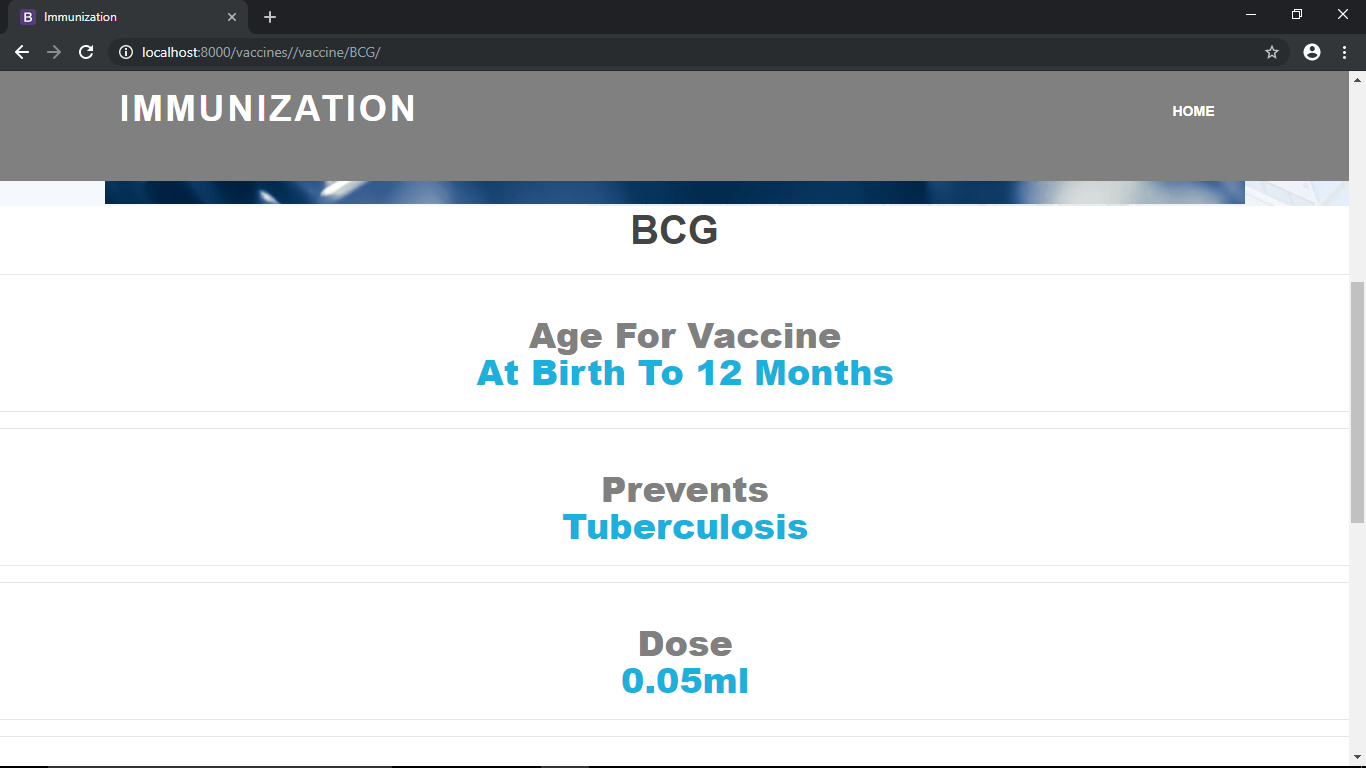 Immunization
localhost:8000/vaccines//vaccine/BCG/
IMMUNIZATION
HOME
BCG
Age For Vaccine
At Birth To 12 Months
Prevents
Tuberculosis
Dose
0.05ml